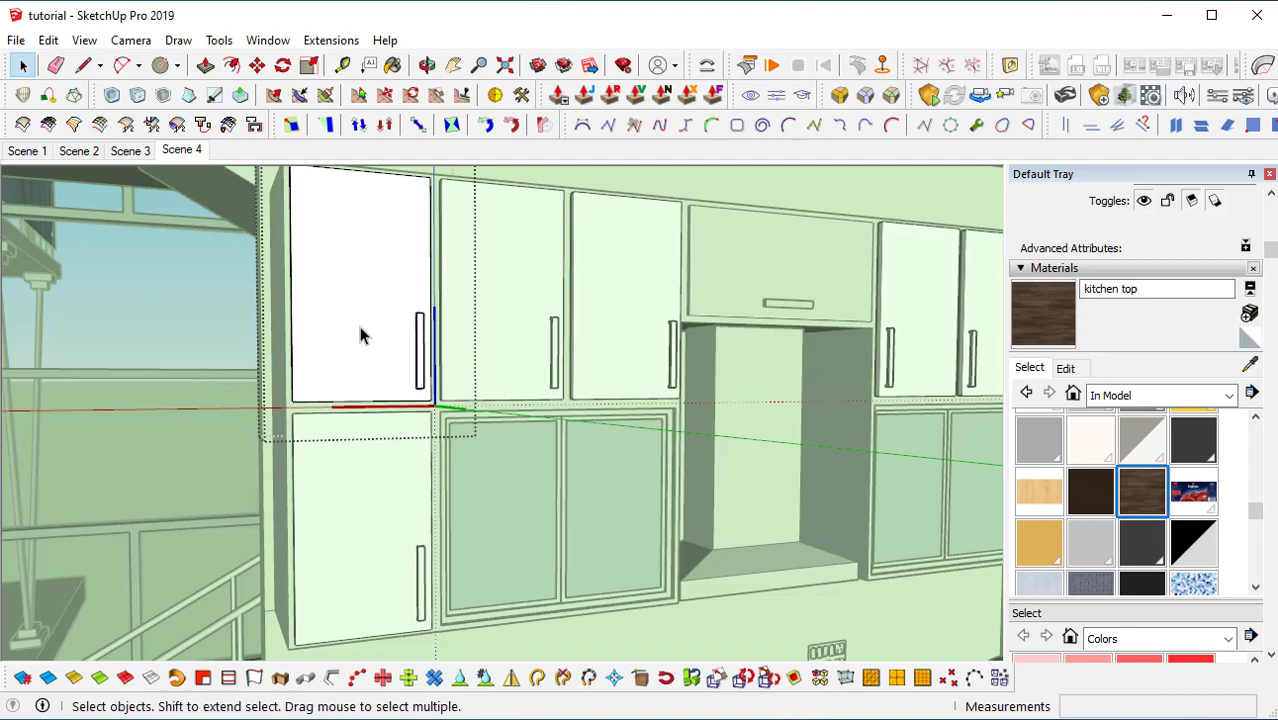 tutorial - SketchUp Pro 2019
File Edit View Camera Draw Tools Window Extensions Help
Scene 1 Scene 2 Scene 3 Scene 4
Default Tray
Toggles:
Advanced Attributes:
Materials
kitchen top
Select Edit
In Model
Select
Colors
Select objects. Shift to extend select. Drag mouse to select multiple.
Measurements